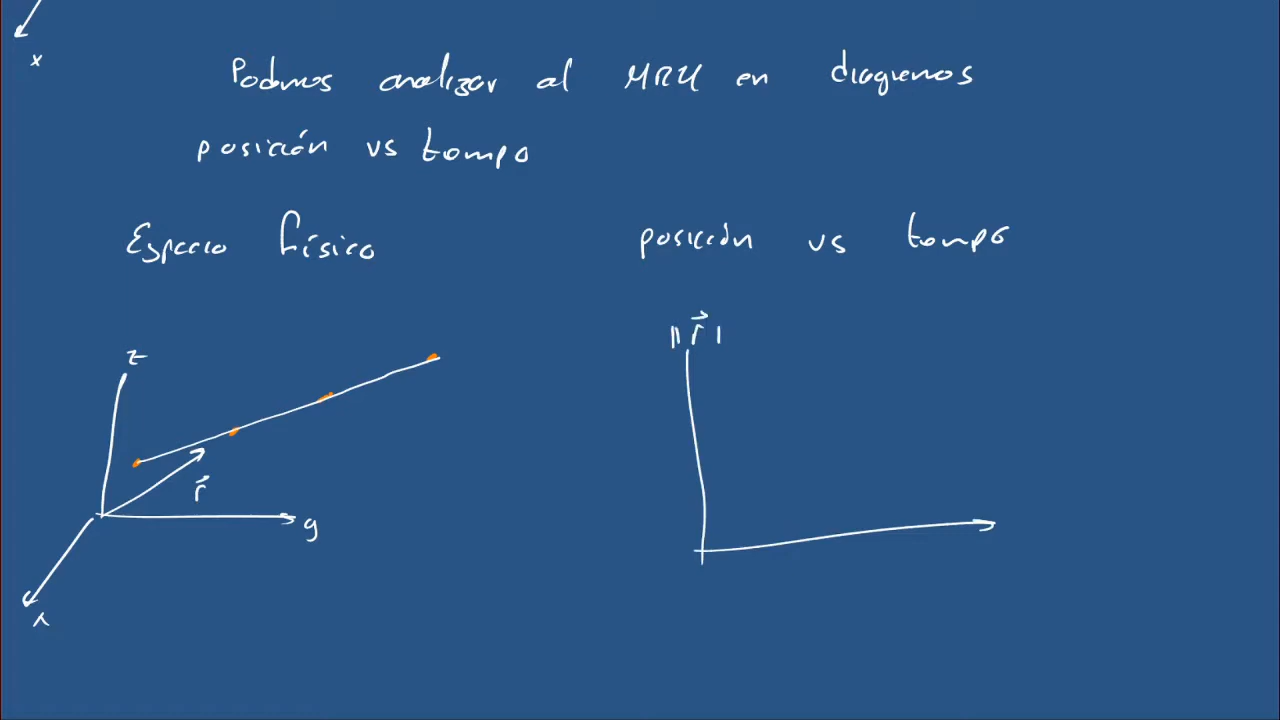 x
Podemos analizar al MRU en diagramas
posición vs tiempo
Espacio físico
posición vs tiempo
z
r⃗
y
x
||r⃗|